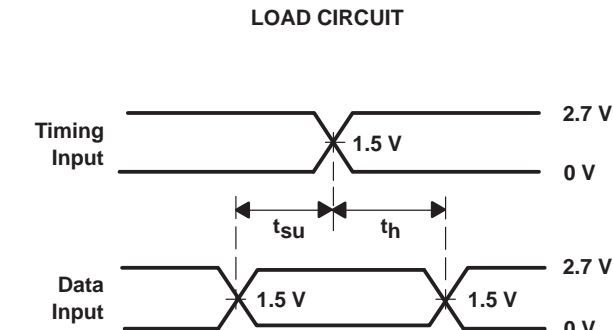 LOAD CIRCUIT
Timing
Input
2.7 V
1.5 V
0 V
tsu
th
Data
Input
2.7 V
1.5 V
1.5 V
0 V